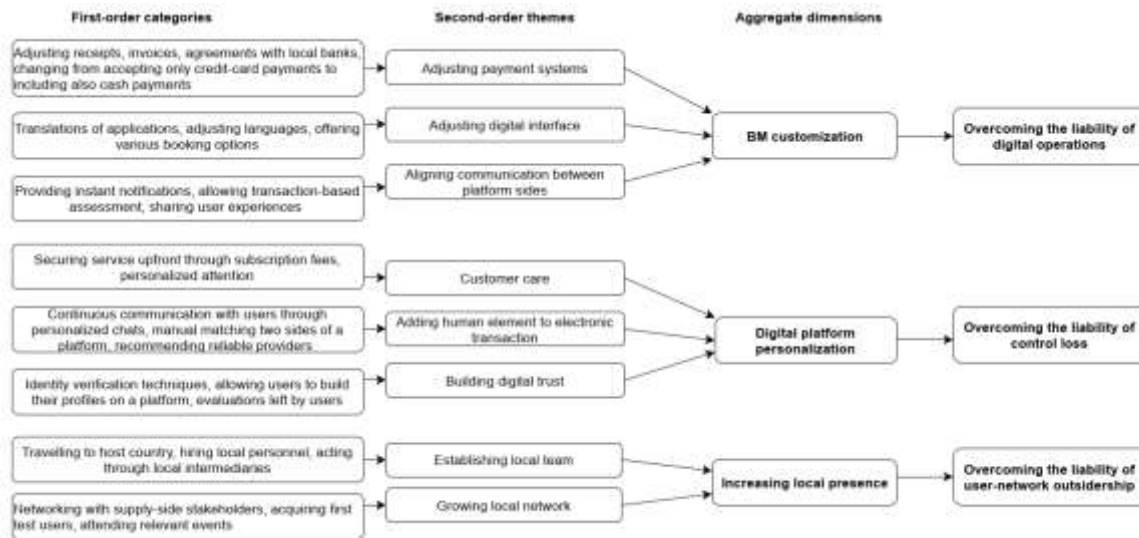 First-order categories
Second-order themes
Aggregate dimensions
Adjusting receipts, invoices, agreements with local banks,
changing from accepting only credit-card payments to
including also cash payments
Adjusting payment systems
Translations of applications, adjusting languages, offering
various booking options
Adjusting digital interface
BM customization
Overcoming the liability of
digital operations
Providing instant notifications, allowing transaction-based
assessment, sharing user experiences
Aligning communication between
platform sides
Securing service upfront through subscription fees,
personalized attention
Customer care
Continuous communication with users through
personalized chats, manual matching two sides of a
platform, recommending reliable providers
Adding human element to electronic
transaction
Digital platform
personalization
Overcoming the liability of
control loss
Identity verification techniques, allowing users to build
their profiles on a platform, evaluations left by users
Building digital trust
Travelling to host country, hiring local personnel, acting
through local intermediaries
Establishing local team
Increasing local presence
Overcoming the liability of
user-network outsidership
Networking with supply-side stakeholders, acquiring first
test users, attending relevant events
Growing local network